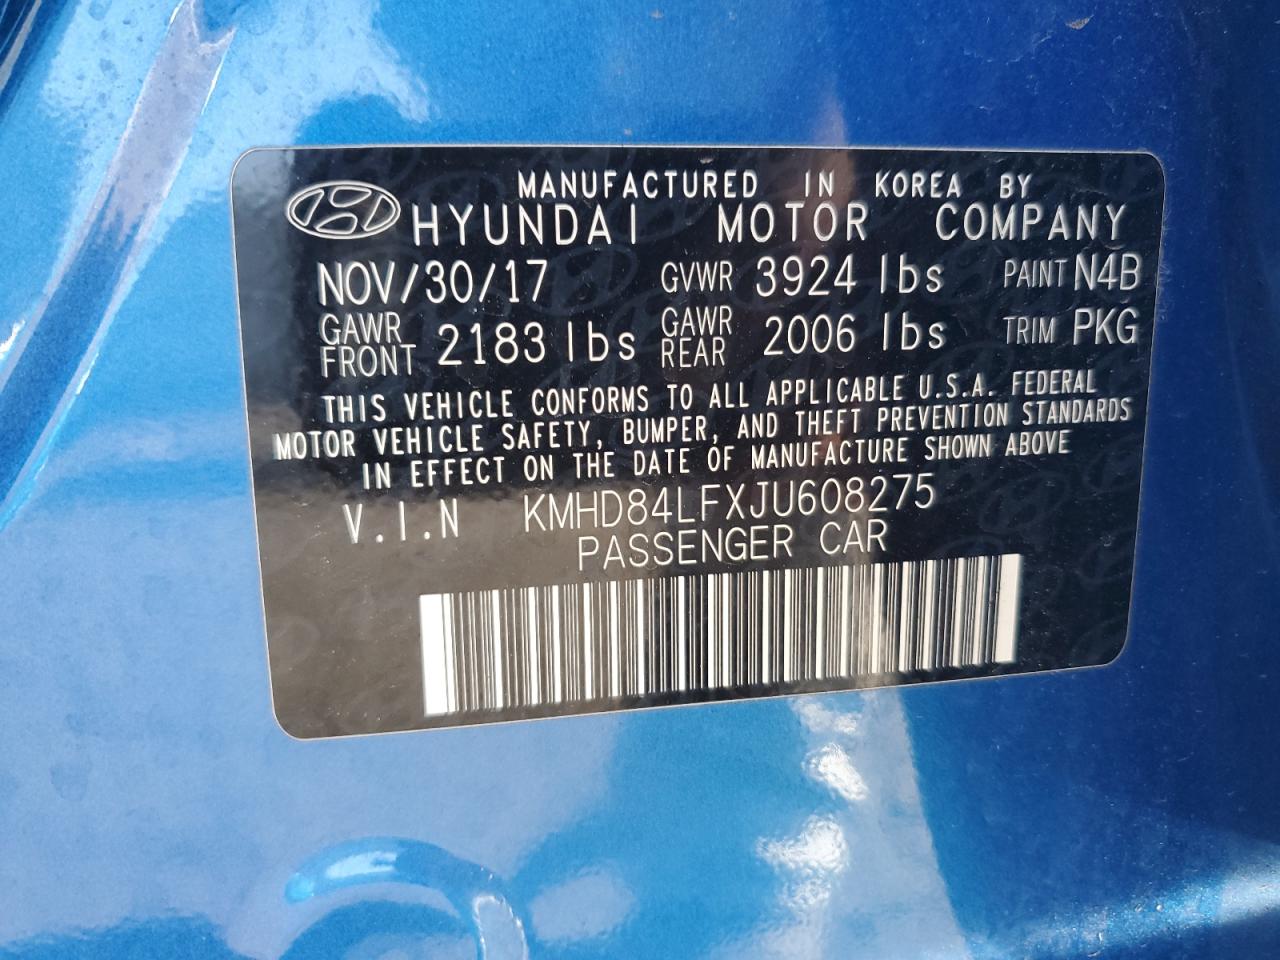 MANUFACTURED IN KOREA BY
HYUNDAI MOTOR COMPANY
NOV/30/17 GVWR 3924 lbs PAINT N4B
GAWR FRONT 2183 lbs GAWR REAR 2006 lbs TRIM PKG
THIS VEHICLE CONFORMS TO ALL APPLICABLE U.S.A. FEDERAL
MOTOR VEHICLE SAFETY, BUMPER, AND THEFT PREVENTION STANDARDS
IN EFFECT ON THE DATE OF MANUFACTURE SHOWN ABOVE
V.I.N KMHD84LFXJU608275
PASSENGER CAR